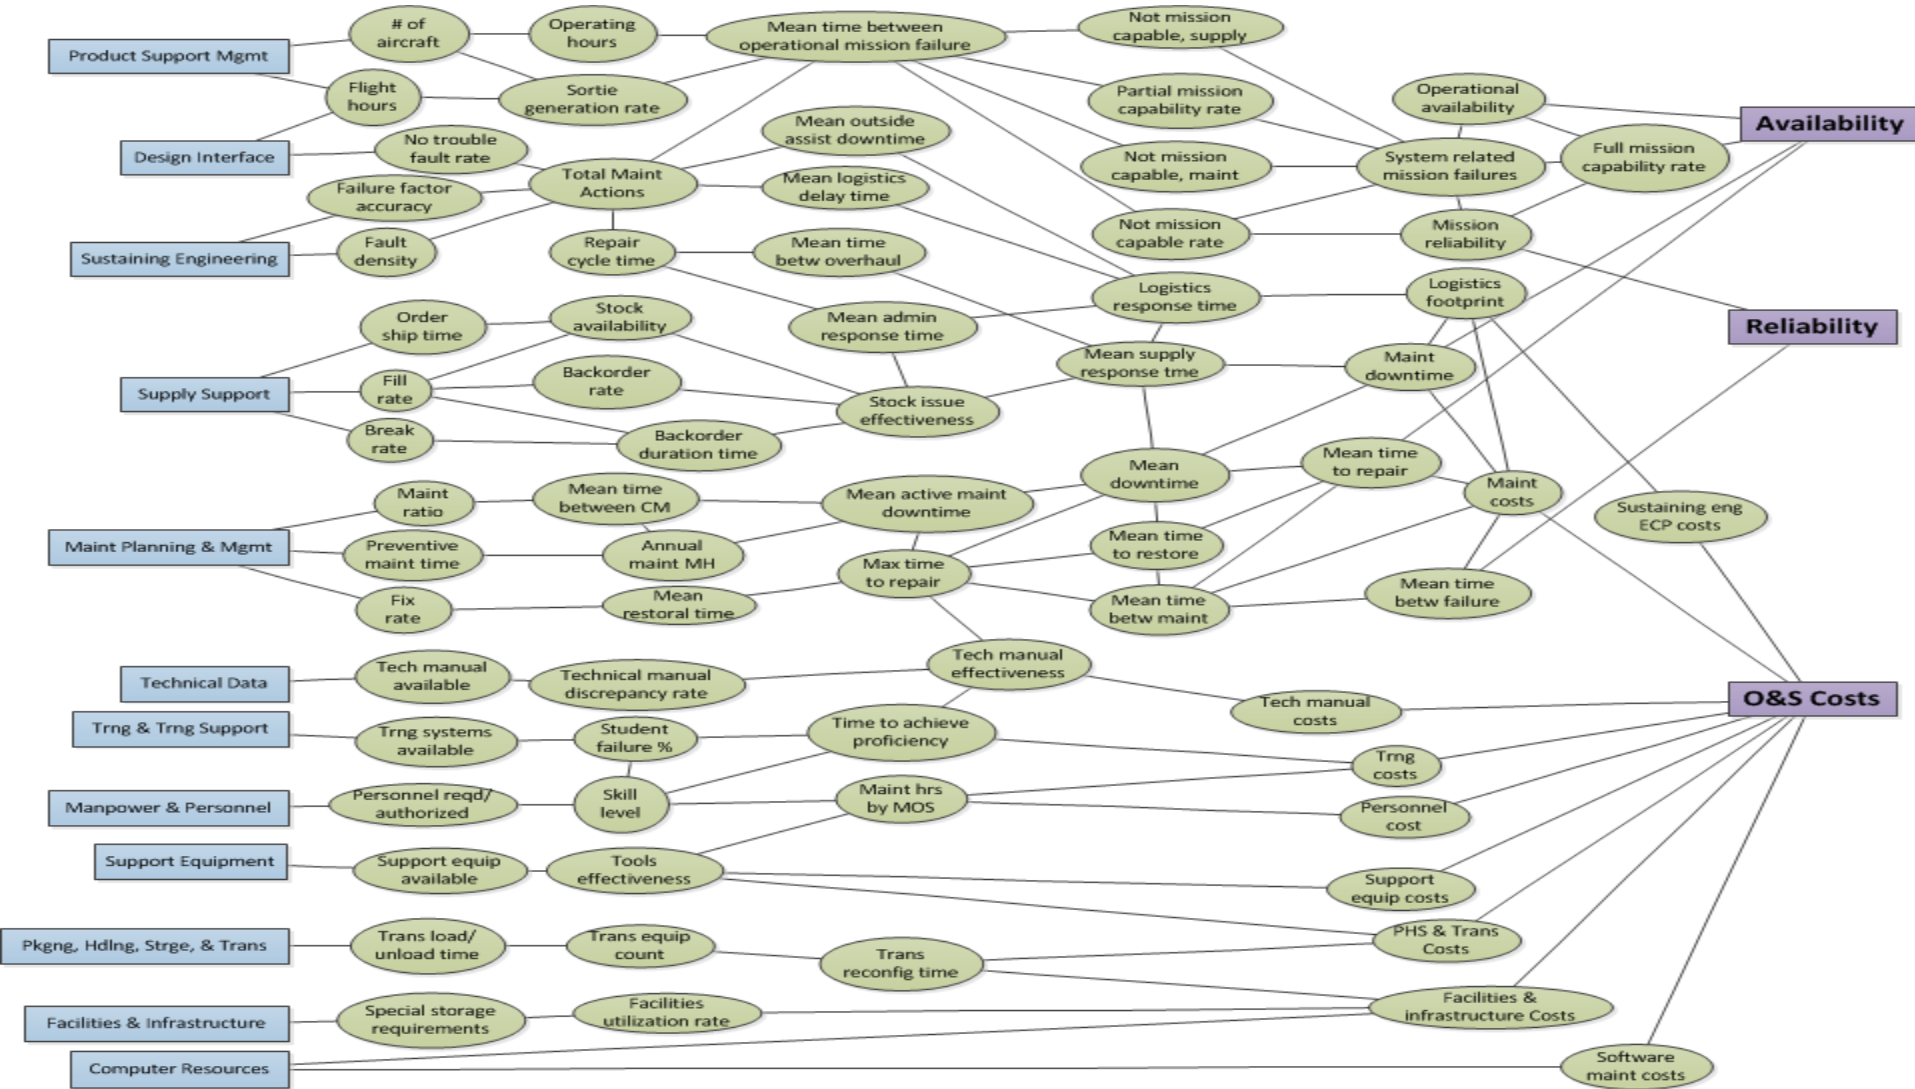 Product Support Mgmt
# of
aircraft
Operating
hours
Mean time between
operational mission failure
Not mission
capable, supply
Flight
hours
Sortie
generation rate
Partial mission
capability rate
Operational
availability
Availability
Design Interface
No trouble
fault rate
Mean outside
assist downtime
Not mission
capable, maint
System related
mission failures
Full mission
capability rate
Failure factor
accuracy
Total Maint
Actions
Mean logistics
delay time
Not mission
capable rate
Mission
reliability
Sustaining Engineering
Fault
density
Repair
cycle time
Mean time
betw overhaul
Logistics
response time
Logistics
footprint
Order
ship time
Stock
availability
Mean admin
response time
Reliability
Supply Support
Fill
rate
Backorder
rate
Stock issue
effectiveness
Mean supply
response tme
Maint
downtime
Break
rate
Backorder
duration time
Mean
downtime
Mean time
to repair
Maint
costs
Sustaining eng
ECP costs
Maint
ratio
Mean time
between CM
Mean active maint
downtime
Maint Planning & Mgmt
Preventive
maint time
Annual
maint MH
Max time
to repair
Mean time
to restore
Fix
rate
Mean
restoral time
Mean time
betw maint
Mean time
betw failure
Technical Data
Tech manual
available
Technical manual
discrepancy rate
Tech manual
effectiveness
Tech manual
costs
O&S Costs
Trng & Trng Support
Trng systems
available
Student
failure %
Time to achieve
proficiency
Trng
costs
Manpower & Personnel
Personnel reqd/
authorized
Skill
level
Maint hrs
by MOS
Personnel
cost
Support Equipment
Support equip
available
Tools
effectiveness
Support
equip costs
Pkgng, Hdlng, Strge, & Trans
Trans load/
unload time
Trans equip
count
Trans
reconfig time
PHS & Trans
Costs
Facilities & Infrastructure
Special storage
requirements
Facilities
utilization rate
Facilities &
infrastructure Costs
Computer Resources
Software
maint costs